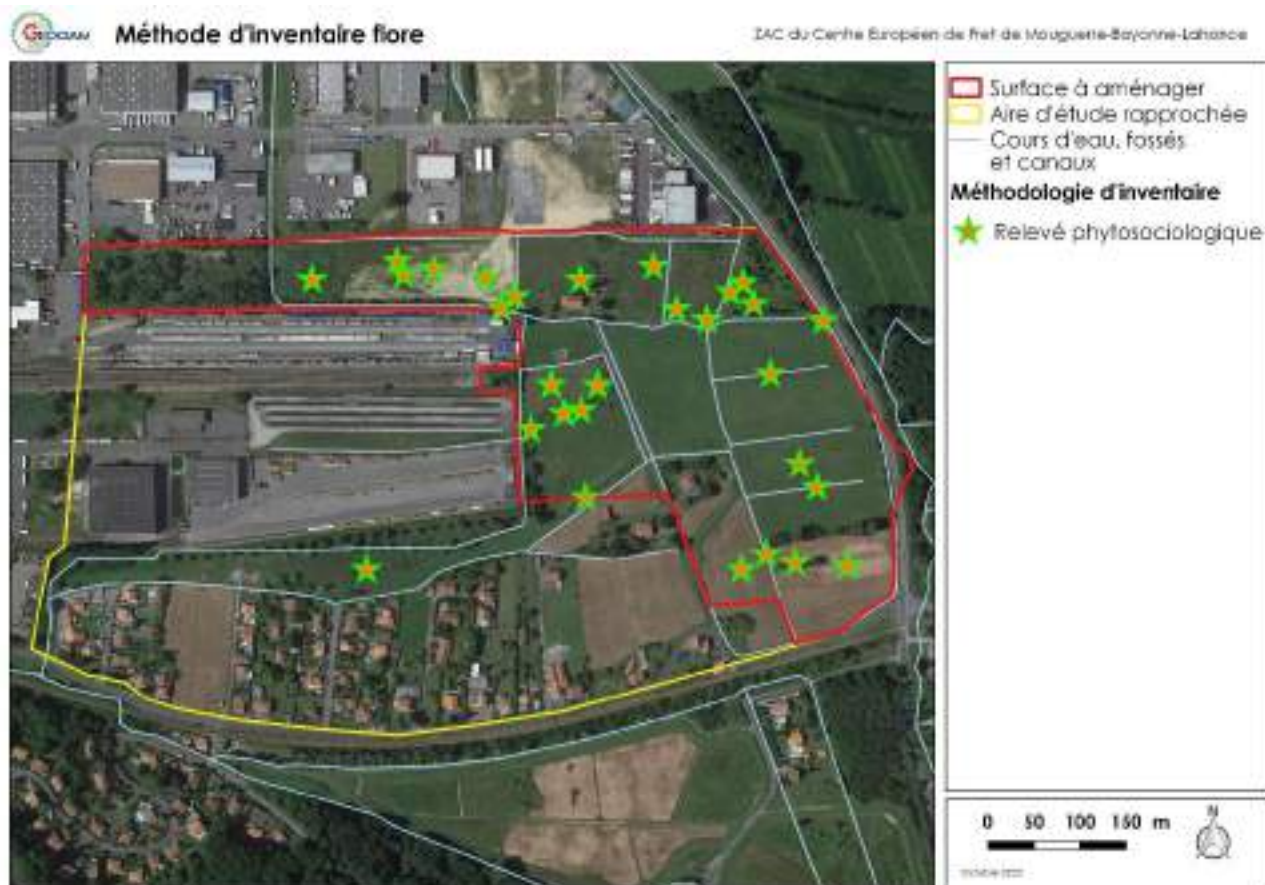 GEOCIAM
Méthode d'inventaire flore
ZAC du Centre Européen de Fret de Mouguerre-Bayonne-Lahonce
Surface à aménager
Aire d'étude rapprochée
Cours d'eau, fossés
et canaux
Méthodologie d'inventaire
Relevé phytosociologique
0 50 100 150 m
N